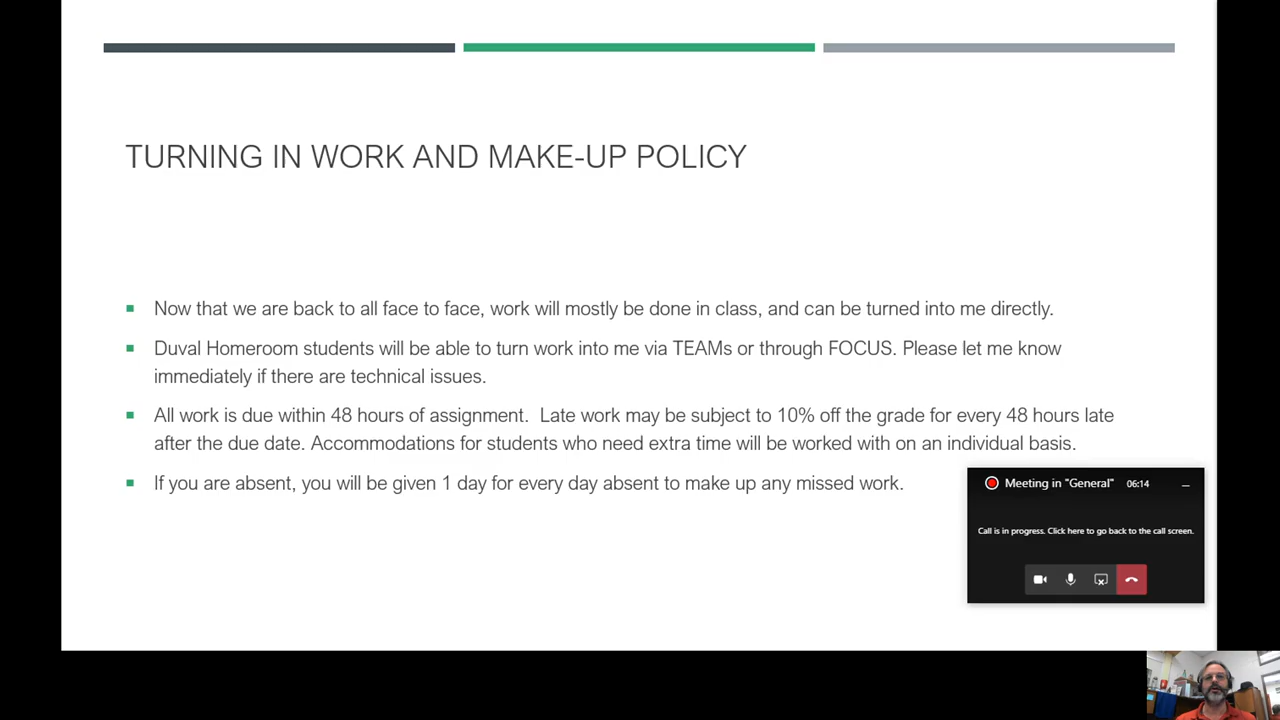 TURNING IN WORK AND MAKE-UP POLICY
Now that we are back to all face to face, work will mostly be done in class, and can be turned into me directly.
Duval Homeroom students will be able to turn work into me via TEAMs or through FOCUS. Please let me know
immediately if there are technical issues.
All work is due within 48 hours of assignment.  Late work may be subject to 10% off the grade for every 48 hours late
after the due date. Accommodations for students who need extra time will be worked with on an individual basis.
If you are absent, you will be given 1 day for every day absent to make up any missed work.
Meeting in "General" 06:14
Call is in progress. Click here to go back to the call screen.